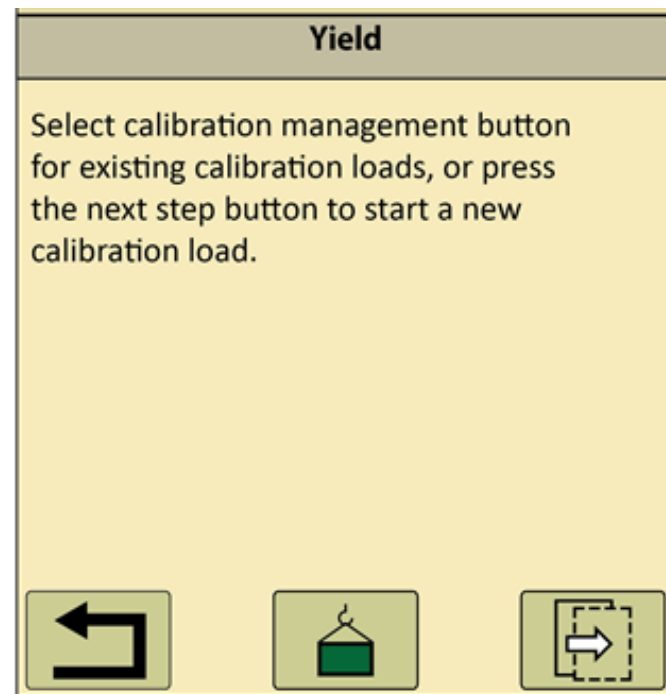 Yield
Select calibration management button
for existing calibration loads, or press
the next step button to start a new
calibration load.